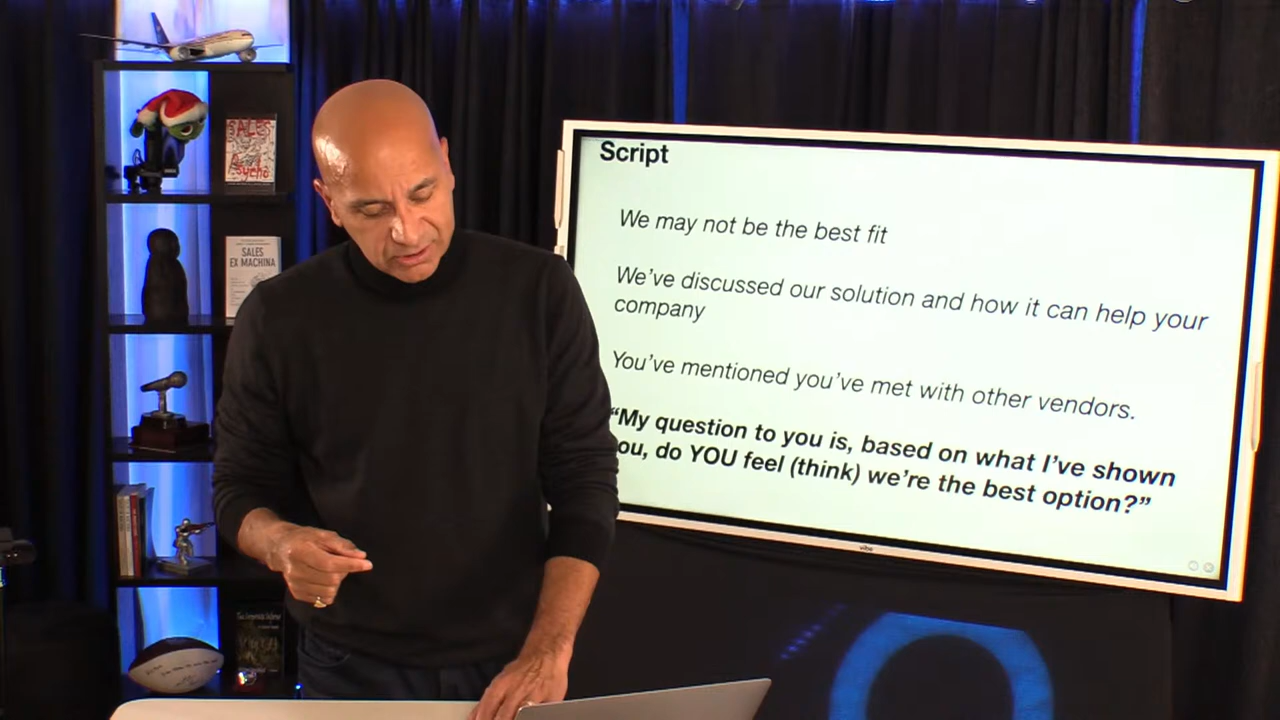 Script
We may not be the best fit
We've discussed our solution and how it can help your
company
You've mentioned you've met with other vendors.
"My question to you is, based on what I've shown
ou, do YOU feel (think) we're the best option?"
SALES
Psycho
SALES
EX MACHINA
vibe